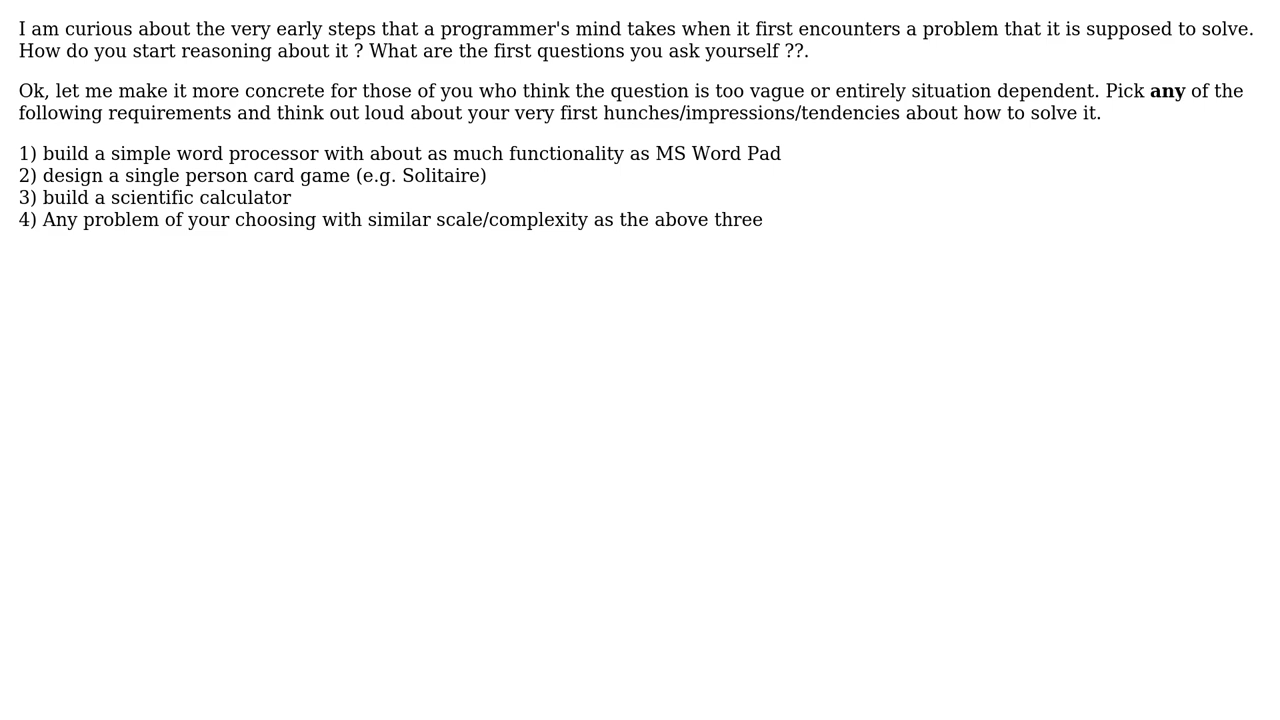 I am curious about the very early steps that a programmer's mind takes when it first encounters a problem that it is supposed to solve.
How do you start reasoning about it ? What are the first questions you ask yourself ??.
Ok, let me make it more concrete for those of you who think the question is too vague or entirely situation dependent. Pick any of the
following requirements and think out loud about your very first hunches/impressions/tendencies about how to solve it.
1) build a simple word processor with about as much functionality as MS Word Pad
2) design a single person card game (e.g. Solitaire)
3) build a scientific calculator
4) Any problem of your choosing with similar scale/complexity as the above three